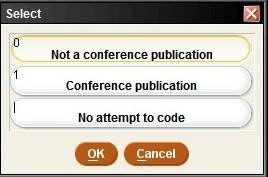 Select
0
Not a conference publication
1
Conference publication
|
No attempt to code
OK Cancel